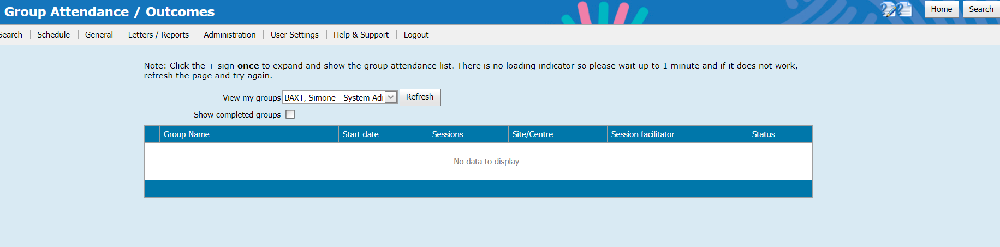 Group Attendance / Outcomes
Home
Search
Search
Schedule
General
Letters / Reports
Administration
User Settings
Help & Support
Logout
Note: Click the + sign once to expand and show the group attendance list. There is no loading indicator so please wait up to 1 minute and if it does not work,
refresh the page and try again.
View my groups BAXT, Simone - System Ad Refresh
Show completed groups
Group Name Start date Sessions Site/Centre Session facilitator Status
No data to display